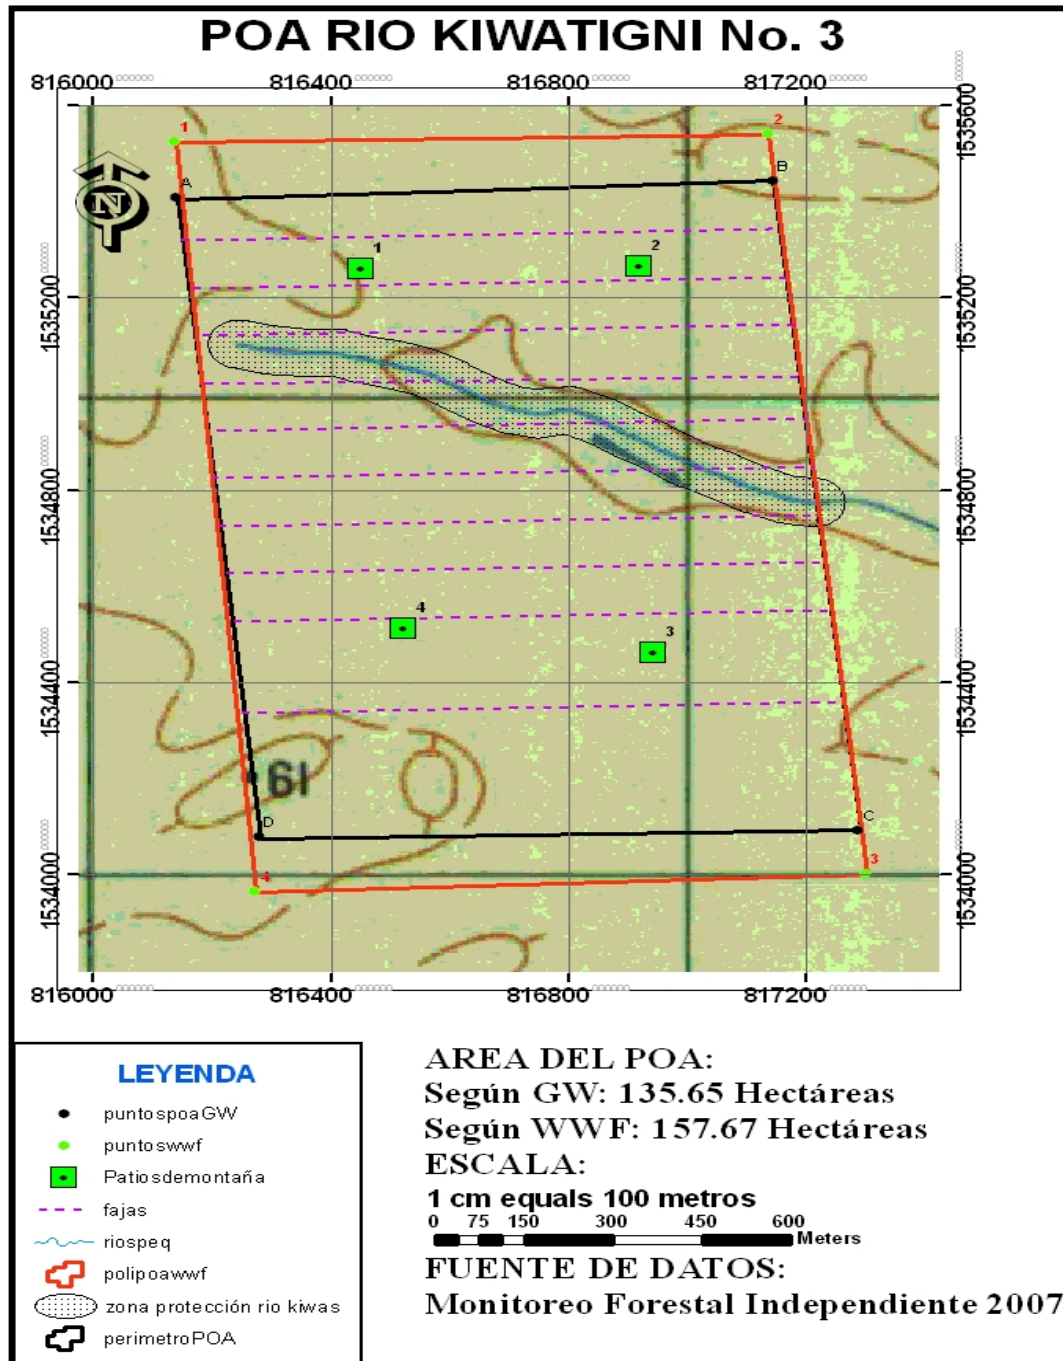 POA RIO KIWATIGNI No. 3
816000 816400 816800 817200
1535600
1535200
1534800
1534400
1534000
1535600
1535200
1534800
1534400
1534000
1
2
A
B
N
1
2
4
3
61
D
C
4
3
816000 816400 816800 817200
LEYENDA
puntospoaGW
puntoswwf
Patiosdemontaña
fajas
riospeq
polipoawwf
zona protección rio kiwas
perimetroPOA
AREA DEL POA:
Según GW: 135.65 Hectáreas
Según WWF: 157.67 Hectáreas
ESCALA:
1 cm equals 100 metros
0 75 150 300 450 600
Meters
FUENTE DE DATOS:
Monitoreo Forestal Independiente 2007